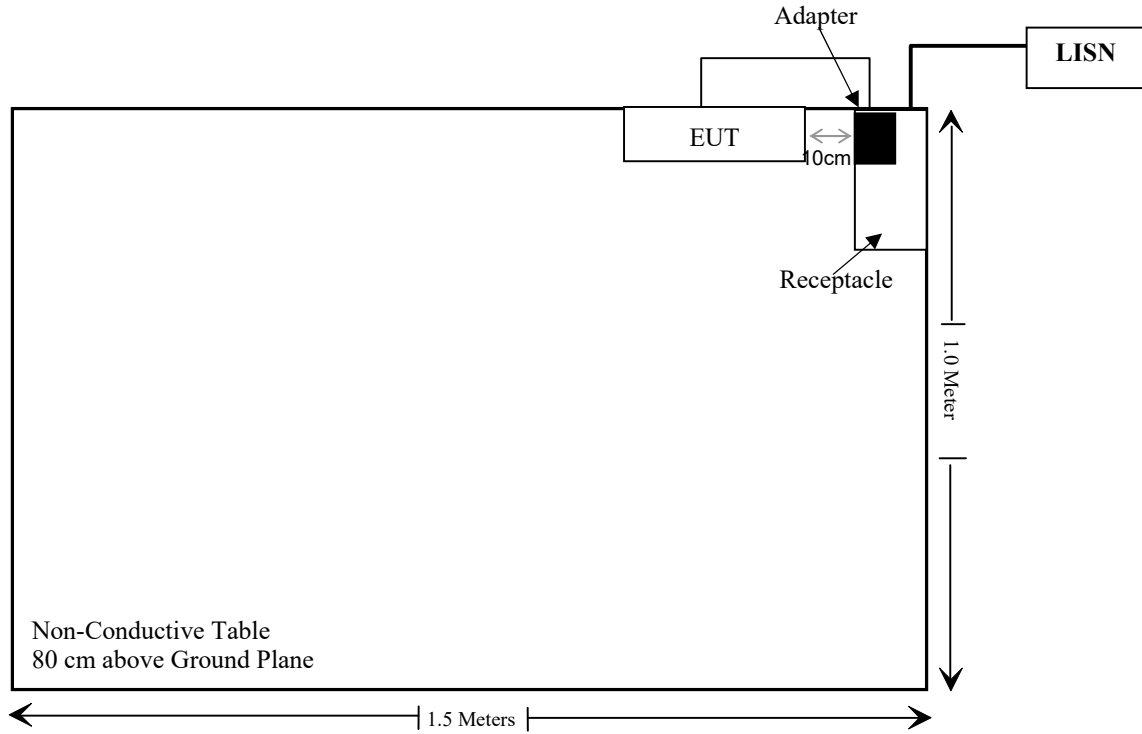 Adapter
LISN
EUT
10cm
Receptacle
1.0 Meter
Non-Conductive Table
80 cm above Ground Plane
1.5 Meters